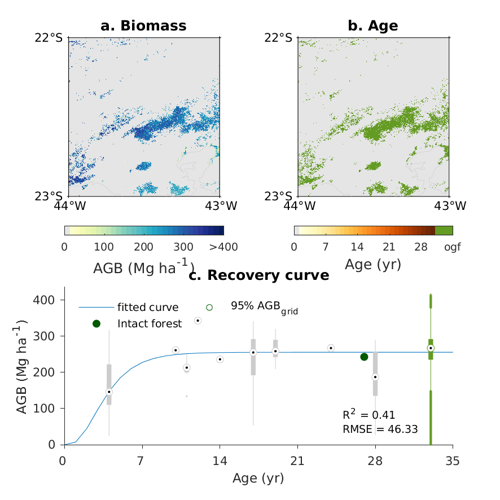 a. Biomass
b. Age
22°S
22°S
23°S
23°S
44°W
43°W
44°W
43°W
0 100 200 300 >400
0 7 14 21 28 ogf
AGB (Mg ha-1)
Age (yr)
c. Recovery curve
fitted curve
95% AGBgrid
Intact forest
400
300
200
100
0
AGB (Mg ha-1)
R2 = 0.41
RMSE = 46.33
0 7 14 21 28 35
Age (yr)